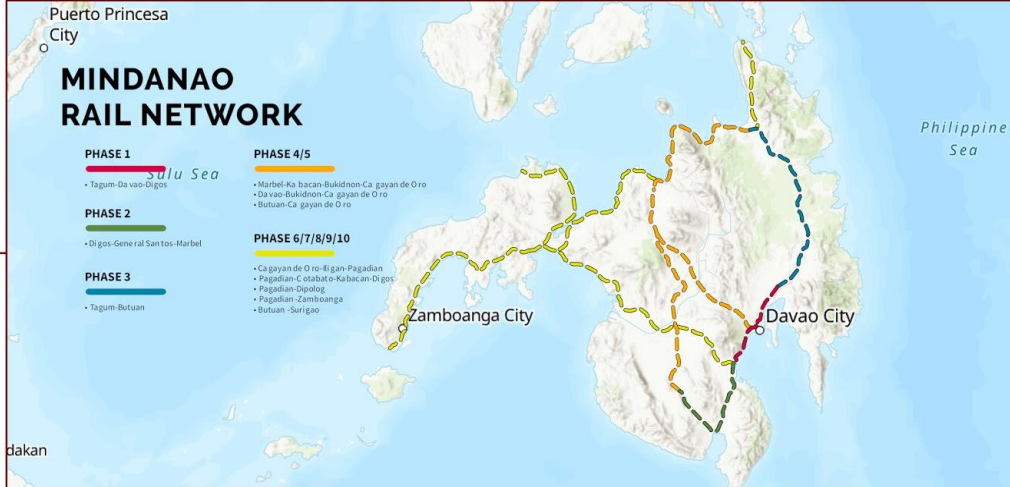 Puerto Princesa
City
MINDANAO
RAIL NETWORK
PHASE 1
• Tagum-Davao-Digos
PHASE 2
• Digos-General Santos-Marbel
PHASE 3
• Tagum-Butuan
PHASE 4/5
• Marbel-Kabacan-Bukidnon-Cagayan de Oro
• Davao-Bukidnon-Cagayan de Oro
• Butuan-Cagayan de Oro
PHASE 6/7/8/9/10
• Cagayan de Oro-Iligan-Pagadian
• Pagadian-Cotabato-Kabacan-Digos
• Pagadian-Dipolog
• Pagadian-Zamboanga
• Butuan-Surigao
Sulu Sea
Philippine
Sea
Zamboanga City
Davao City
dakan